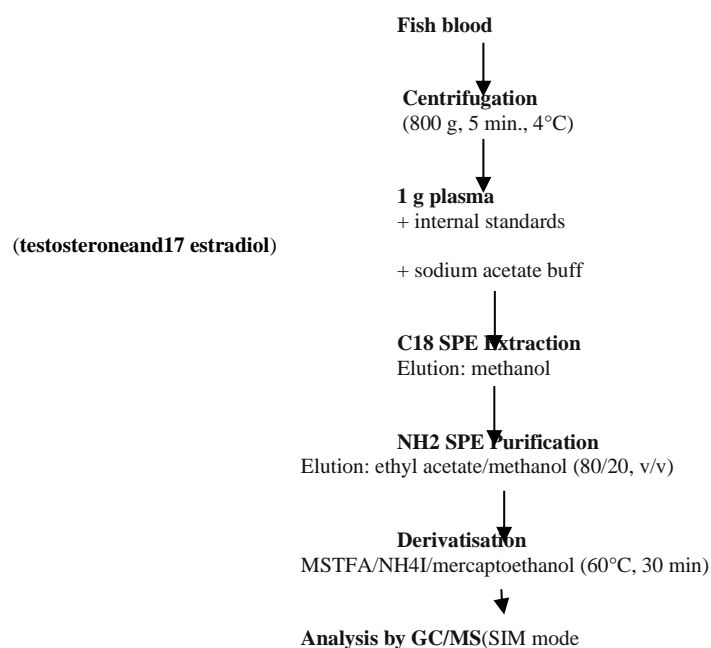 Fish blood
Centrifugation
(800 g, 5 min., 4°C)
1 g plasma
+ internal standards
(testosteroneand17 estradiol)
+ sodium acetate buff
C18 SPE Extraction
Elution: methanol
NH2 SPE Purification
Elution: ethyl acetate/methanol (80/20, v/v)
Derivatisation
MSTFA/NH4I/mercaptoethanol (60°C, 30 min)
Analysis by GC/MS(SIM mode